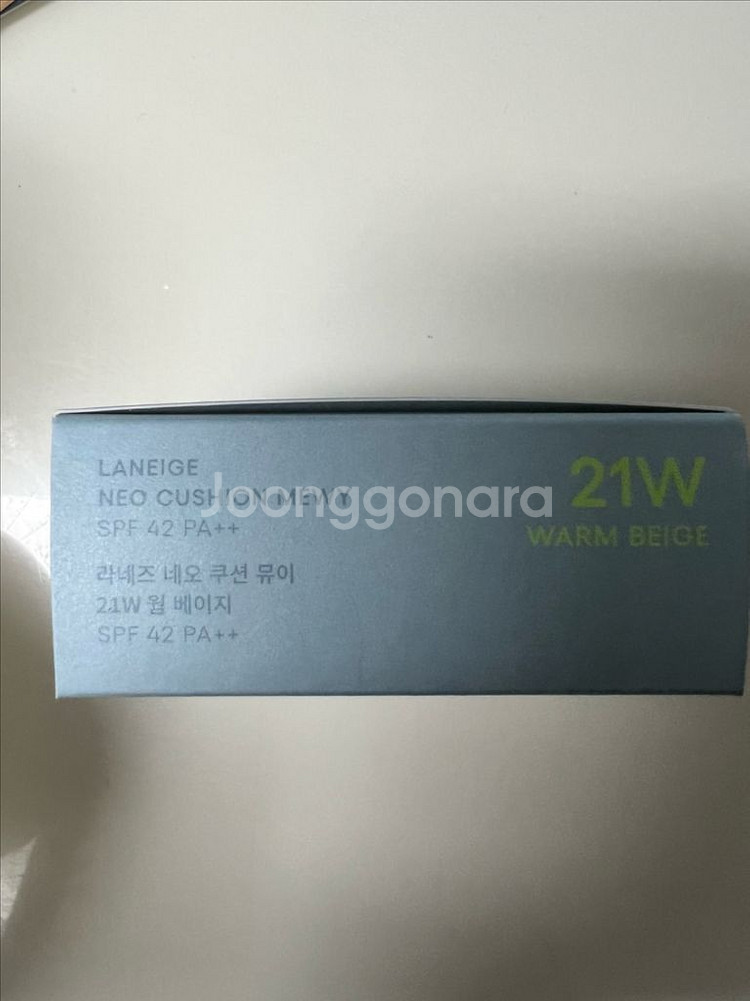 LANEIGE
NEO CUSHION MEWY
SPF 42 PA++
라네즈 네오 쿠션 뮤이
21W 웜 베이지
SPF 42 PA++
21W
WARM BEIGE
Joonggonara